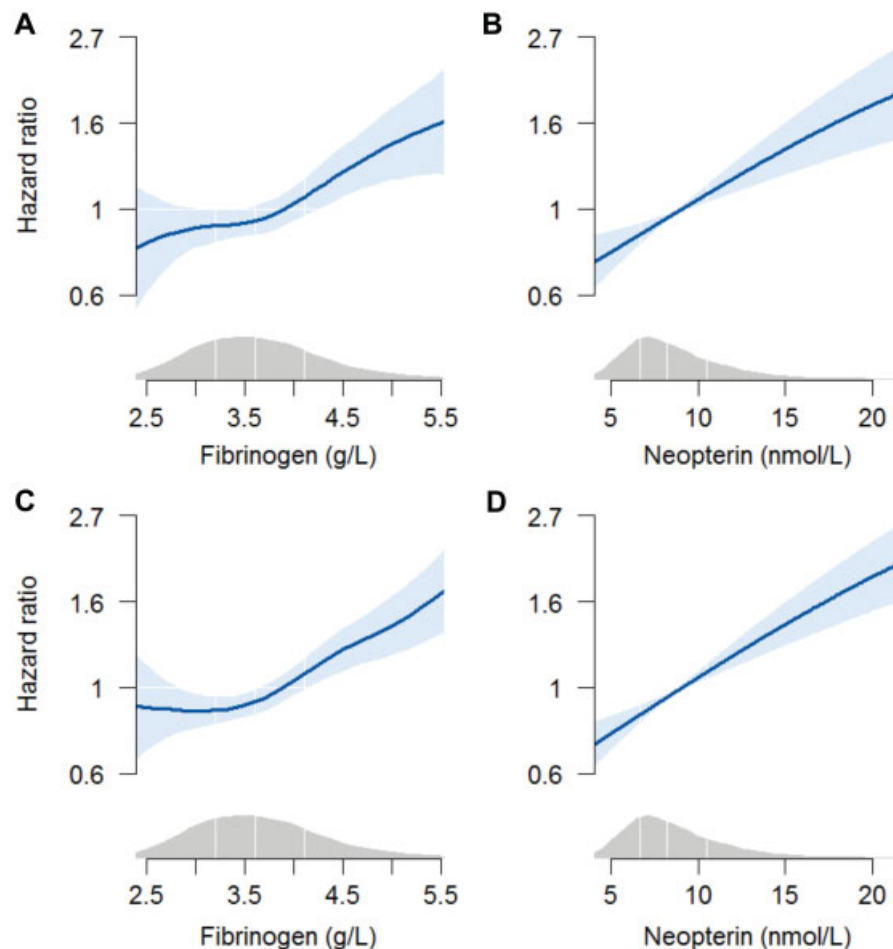 A
2.7
1.6
1
0.6
Hazard ratio
2.5 3.5 4.5 5.5
Fibrinogen (g/L)
B
2.7
1.6
1
0.6
5 10 15 20
Neopterin (nmol/L)
C
2.7
1.6
1
0.6
Hazard ratio
2.5 3.5 4.5 5.5
Fibrinogen (g/L)
D
2.7
1.6
1
0.6
5 10 15 20
Neopterin (nmol/L)